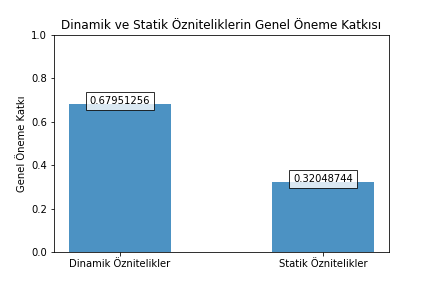 Dinamik ve Statik Özniteliklerin Genel Öneme Katkısı
Genel Öneme Katkı
1.0
0.8
0.6
0.4
0.2
0.0
0.67951256
0.32048744
Dinamik Öznitelikler
Statik Öznitelikler